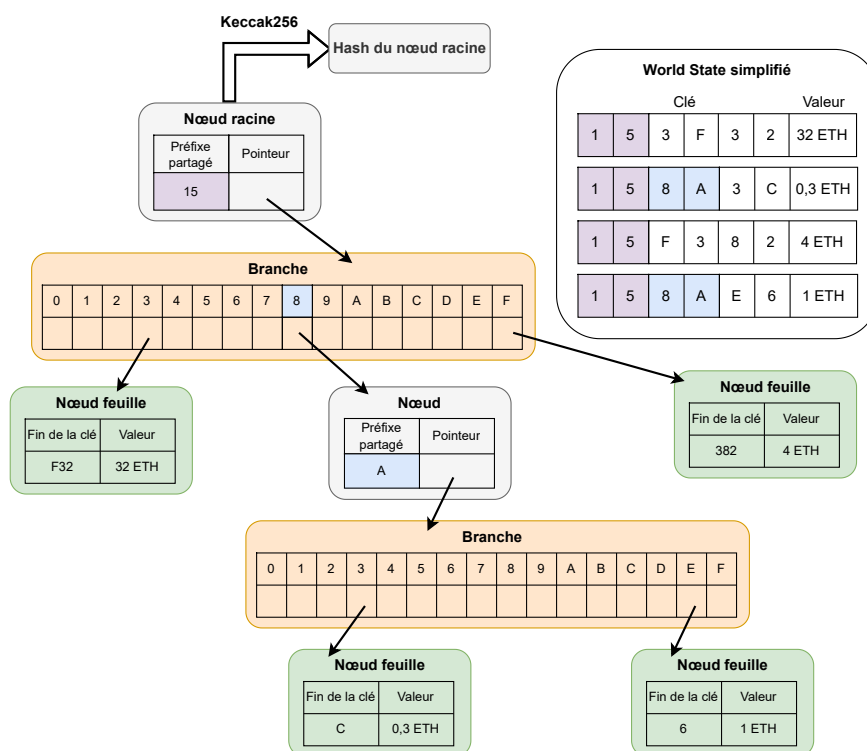 Keccak256
Hash du nœud racine
World State simplifié
Clé Valeur
1 5 3 F 3 2 32 ETH
1 5 8 A 3 C 0,3 ETH
1 5 F 3 8 2 4 ETH
1 5 8 A E 6 1 ETH
Nœud racine
Préfixe
partagé
Pointeur
15
Branche
0 1 2 3 4 5 6 7 8 9 A B C D E F
Nœud feuille
Fin de la clé Valeur
F32 32 ETH
Nœud
Préfixe
partagé
Pointeur
A
Nœud feuille
Fin de la clé Valeur
382 4 ETH
Branche
0 1 2 3 4 5 6 7 8 9 A B C D E F
Nœud feuille
Fin de la clé Valeur
C 0,3 ETH
Nœud feuille
Fin de la clé Valeur
6 1 ETH